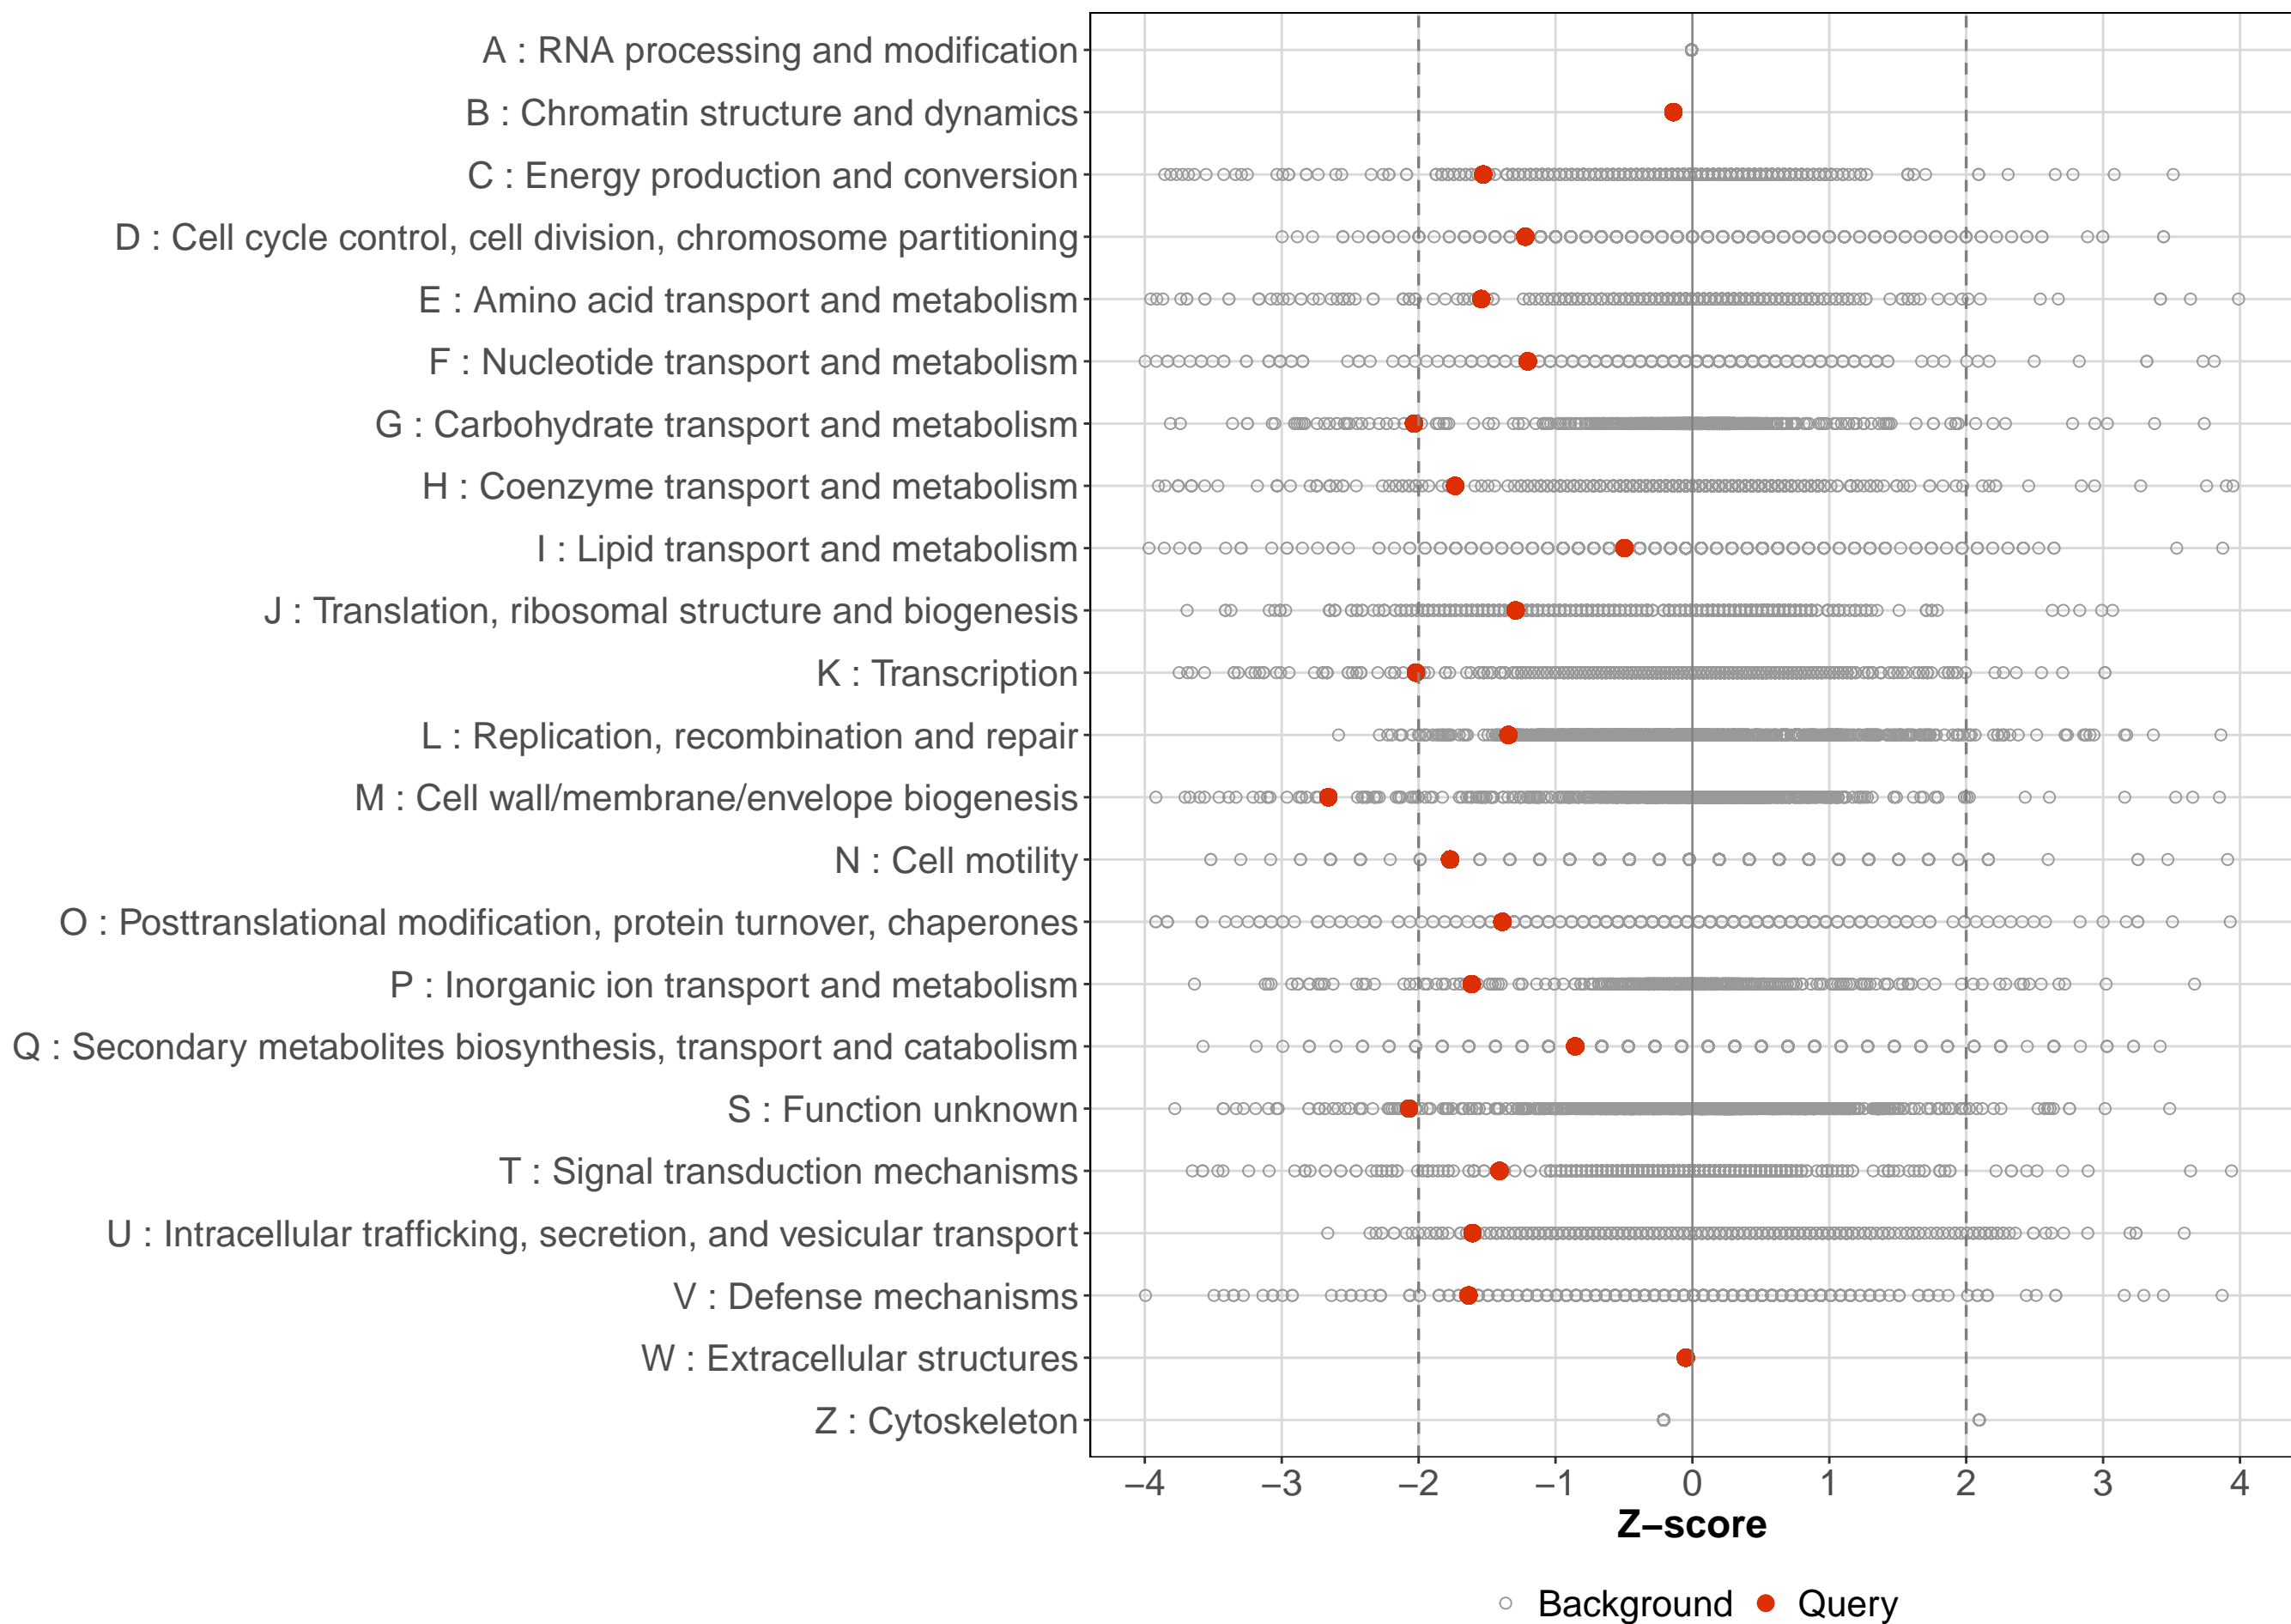 A : RNA processing and modification
B : Chromatin structure and dynamics
C : Energy production and conversion
D : Cell cycle control, cell division, chromosome partitioning
E : Amino acid transport and metabolism
F : Nucleotide transport and metabolism
G : Carbohydrate transport and metabolism
H : Coenzyme transport and metabolism
I : Lipid transport and metabolism
J : Translation, ribosomal structure and biogenesis
K : Transcription
L : Replication, recombination and repair
M : Cell wall/membrane/envelope biogenesis
N : Cell motility
O : Posttranslational modification, protein turnover, chaperones
P : Inorganic ion transport and metabolism
Q : Secondary metabolites biosynthesis, transport and catabolism
S : Function unknown
T : Signal transduction mechanisms
U : Intracellular trafficking, secretion, and vesicular transport
V : Defense mechanisms
W : Extracellular structures
Z : Cytoskeleton
−4 −3 −2 −1 0 1 2 3 4
Z−score
Background Query